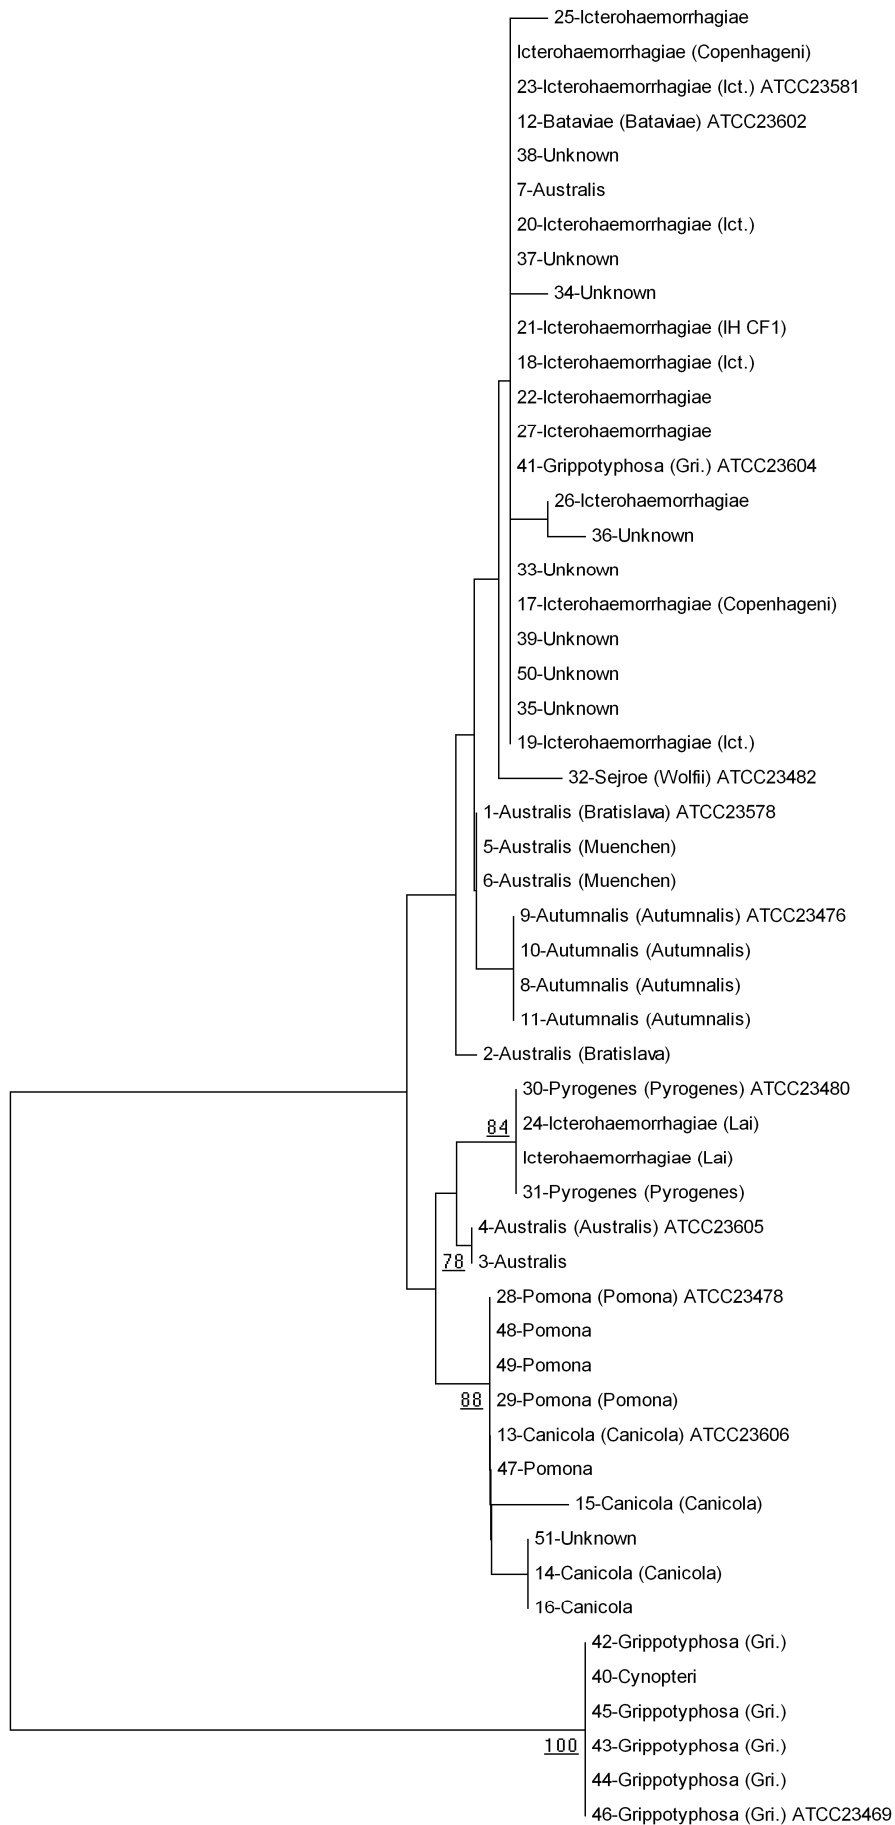 25-Icterohaemorrhagiae
Icterohaemorrhagiae (Copenhageni)
23-Icterohaemorrhagiae (Ict.) ATCC23581
12-Bataviae (Bataviae) ATCC23602
38-Unknown
7-Australis
20-Icterohaemorrhagiae (Ict.)
37-Unknown
34-Unknown
21-Icterohaemorrhagiae (IH CF1)
18-Icterohaemorrhagiae (Ict.)
22-Icterohaemorrhagiae
27-Icterohaemorrhagiae
41-Grippotyphosa (Gri.) ATCC23604
26-Icterohaemorrhagiae
36-Unknown
33-Unknown
17-Icterohaemorrhagiae (Copenhageni)
39-Unknown
50-Unknown
35-Unknown
19-Icterohaemorrhagiae (Ict.)
32-Sejroe (Wolfii) ATCC23482
1-Australis (Bratislava) ATCC23578
5-Australis (Muenchen)
6-Australis (Muenchen)
9-Autumnalis (Autumnalis) ATCC23476
10-Autumnalis (Autumnalis)
8-Autumnalis (Autumnalis)
11-Autumnalis (Autumnalis)
2-Australis (Bratislava)
30-Pyrogenes (Pyrogenes) ATCC23480
84 24-Icterohaemorrhagiae (Lai)
Icterohaemorrhagiae (Lai)
31-Pyrogenes (Pyrogenes)
4-Australis (Australis) ATCC23605
78 3-Australis
28-Pomona (Pomona) ATCC23478
48-Pomona
49-Pomona
88 29-Pomona (Pomona)
13-Canicola (Canicola) ATCC23606
47-Pomona
15-Canicola (Canicola)
51-Unknown
14-Canicola (Canicola)
16-Canicola
42-Grippotyphosa (Gri.)
40-Cynopteri
45-Grippotyphosa (Gri.)
100 43-Grippotyphosa (Gri.)
44-Grippotyphosa (Gri.)
46-Grippotyphosa (Gri.) ATCC23469